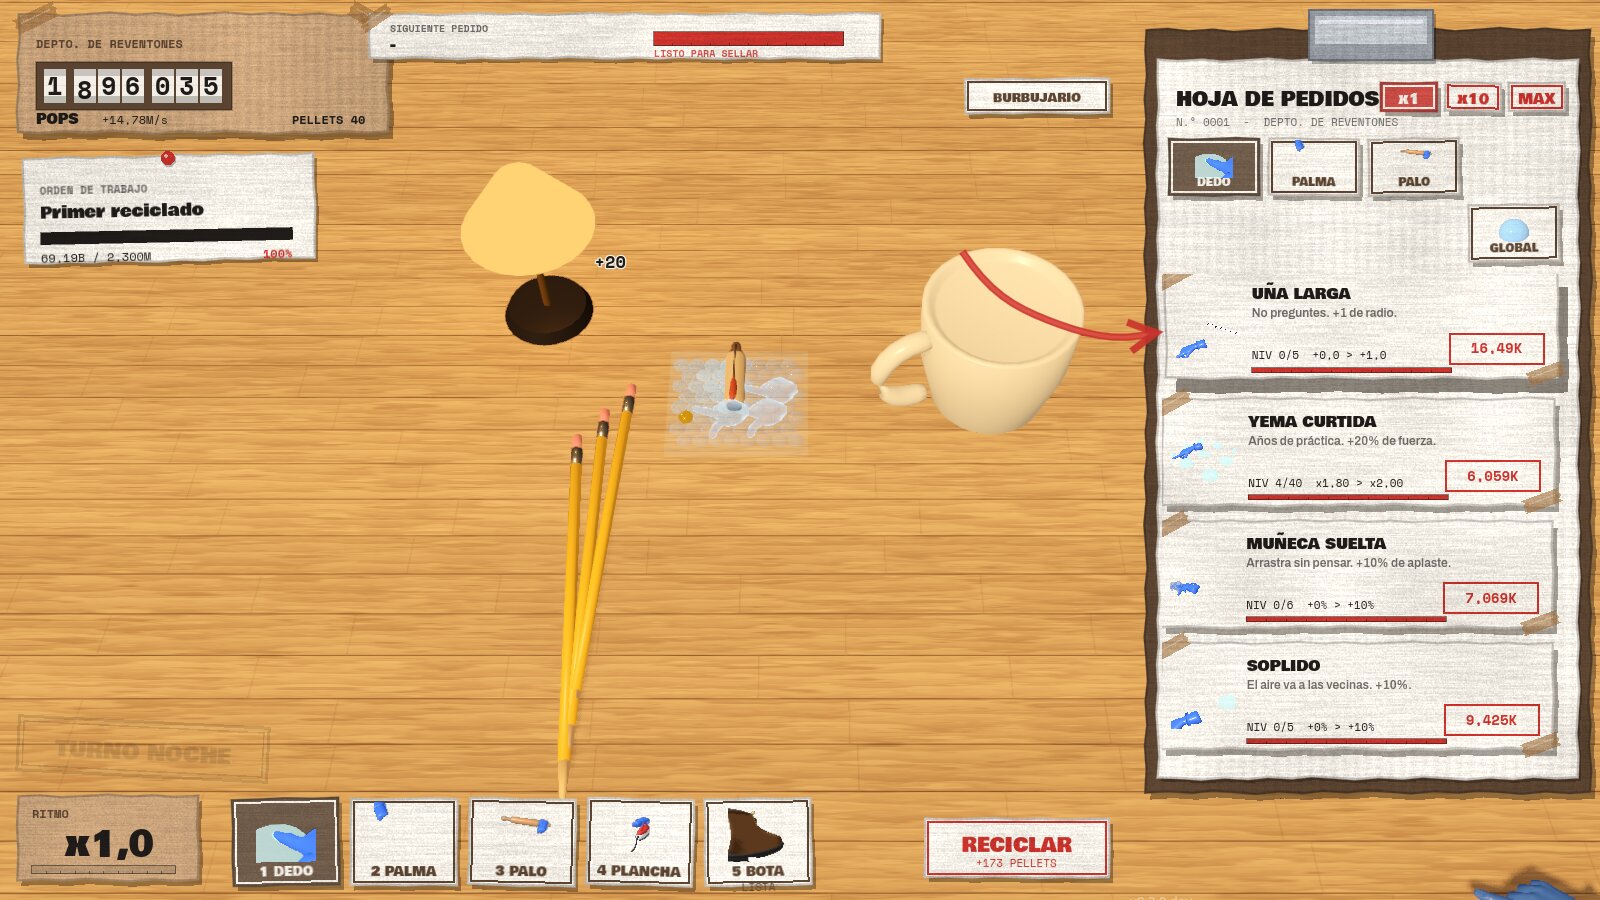 DEPTO. DE REVENTONES
1 896 035
POPS +14,78M/s PELLETS 40
SIGUIENTE PEDIDO
-
LISTO PARA SELLAR
BURBUJARIO
ORDEN DE TRABAJO
Primer reciclado
69,19B / 2,300M 100%
+20
HOJA DE PEDIDOS x1 x10 MAX
N.° 0001 - DEPTO. DE REVENTONES
DEDO PALMA PALO
GLOBAL
UÑA LARGA
No preguntes. +1 de radio.
NIV 0/5 +0,0 > +1,0 16,49K
YEMA CURTIDA
Años de práctica. +20% de fuerza.
NIV 4/40 x1,80 > x2,00 6,059K
MUÑECA SUELTA
Arrastra sin pensar. +10% de aplaste.
NIV 0/6 +0% > +10% 7,069K
SOPLIDO
El aire va a las vecinas. +10%.
NIV 0/5 +0% > +10% 9,425K
TURNO NOCHE
RITMO
x1,0
1 DEDO 2 PALMA 3 PALO 4 PLANCHA 5 BOTA
LISTA
RECICLAR
+173 PELLETS